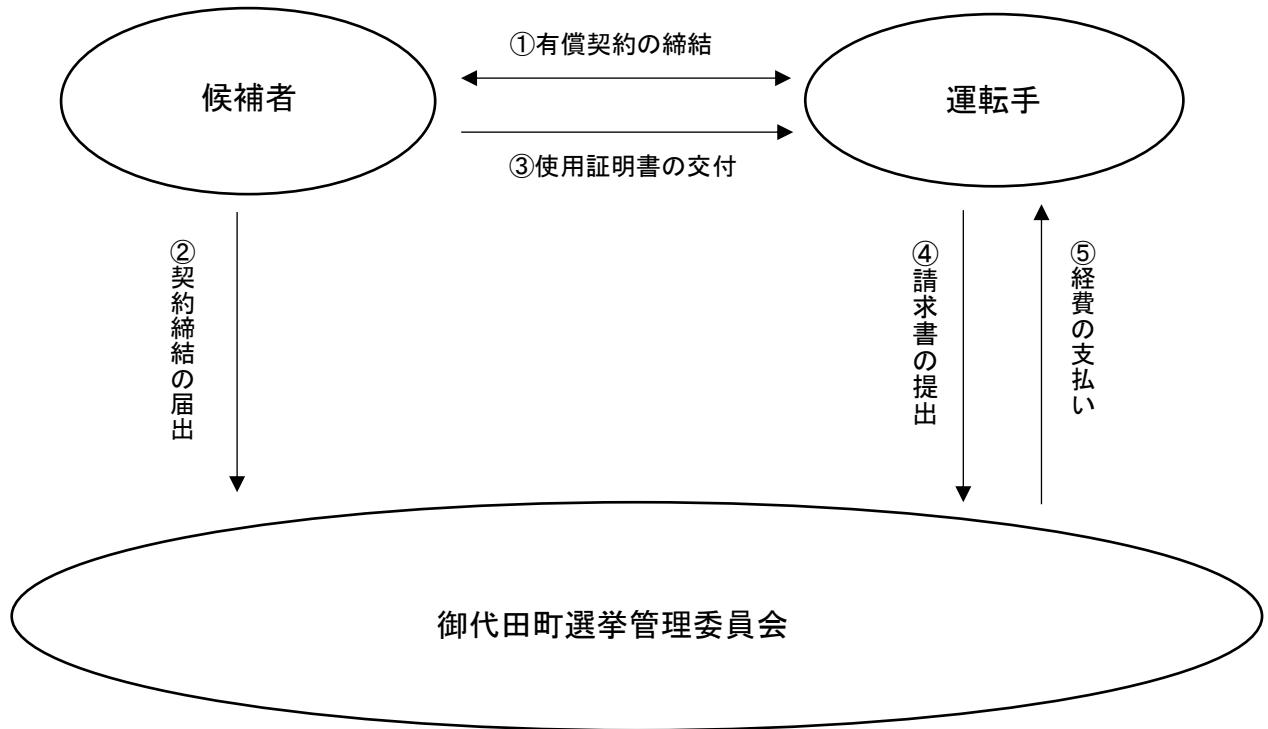 ①有償契約の締結
候補者
運転手
③使用証明書の交付
②契約締結の届出
④請求書の提出
⑤経費の支払い
御代田町選挙管理委員会